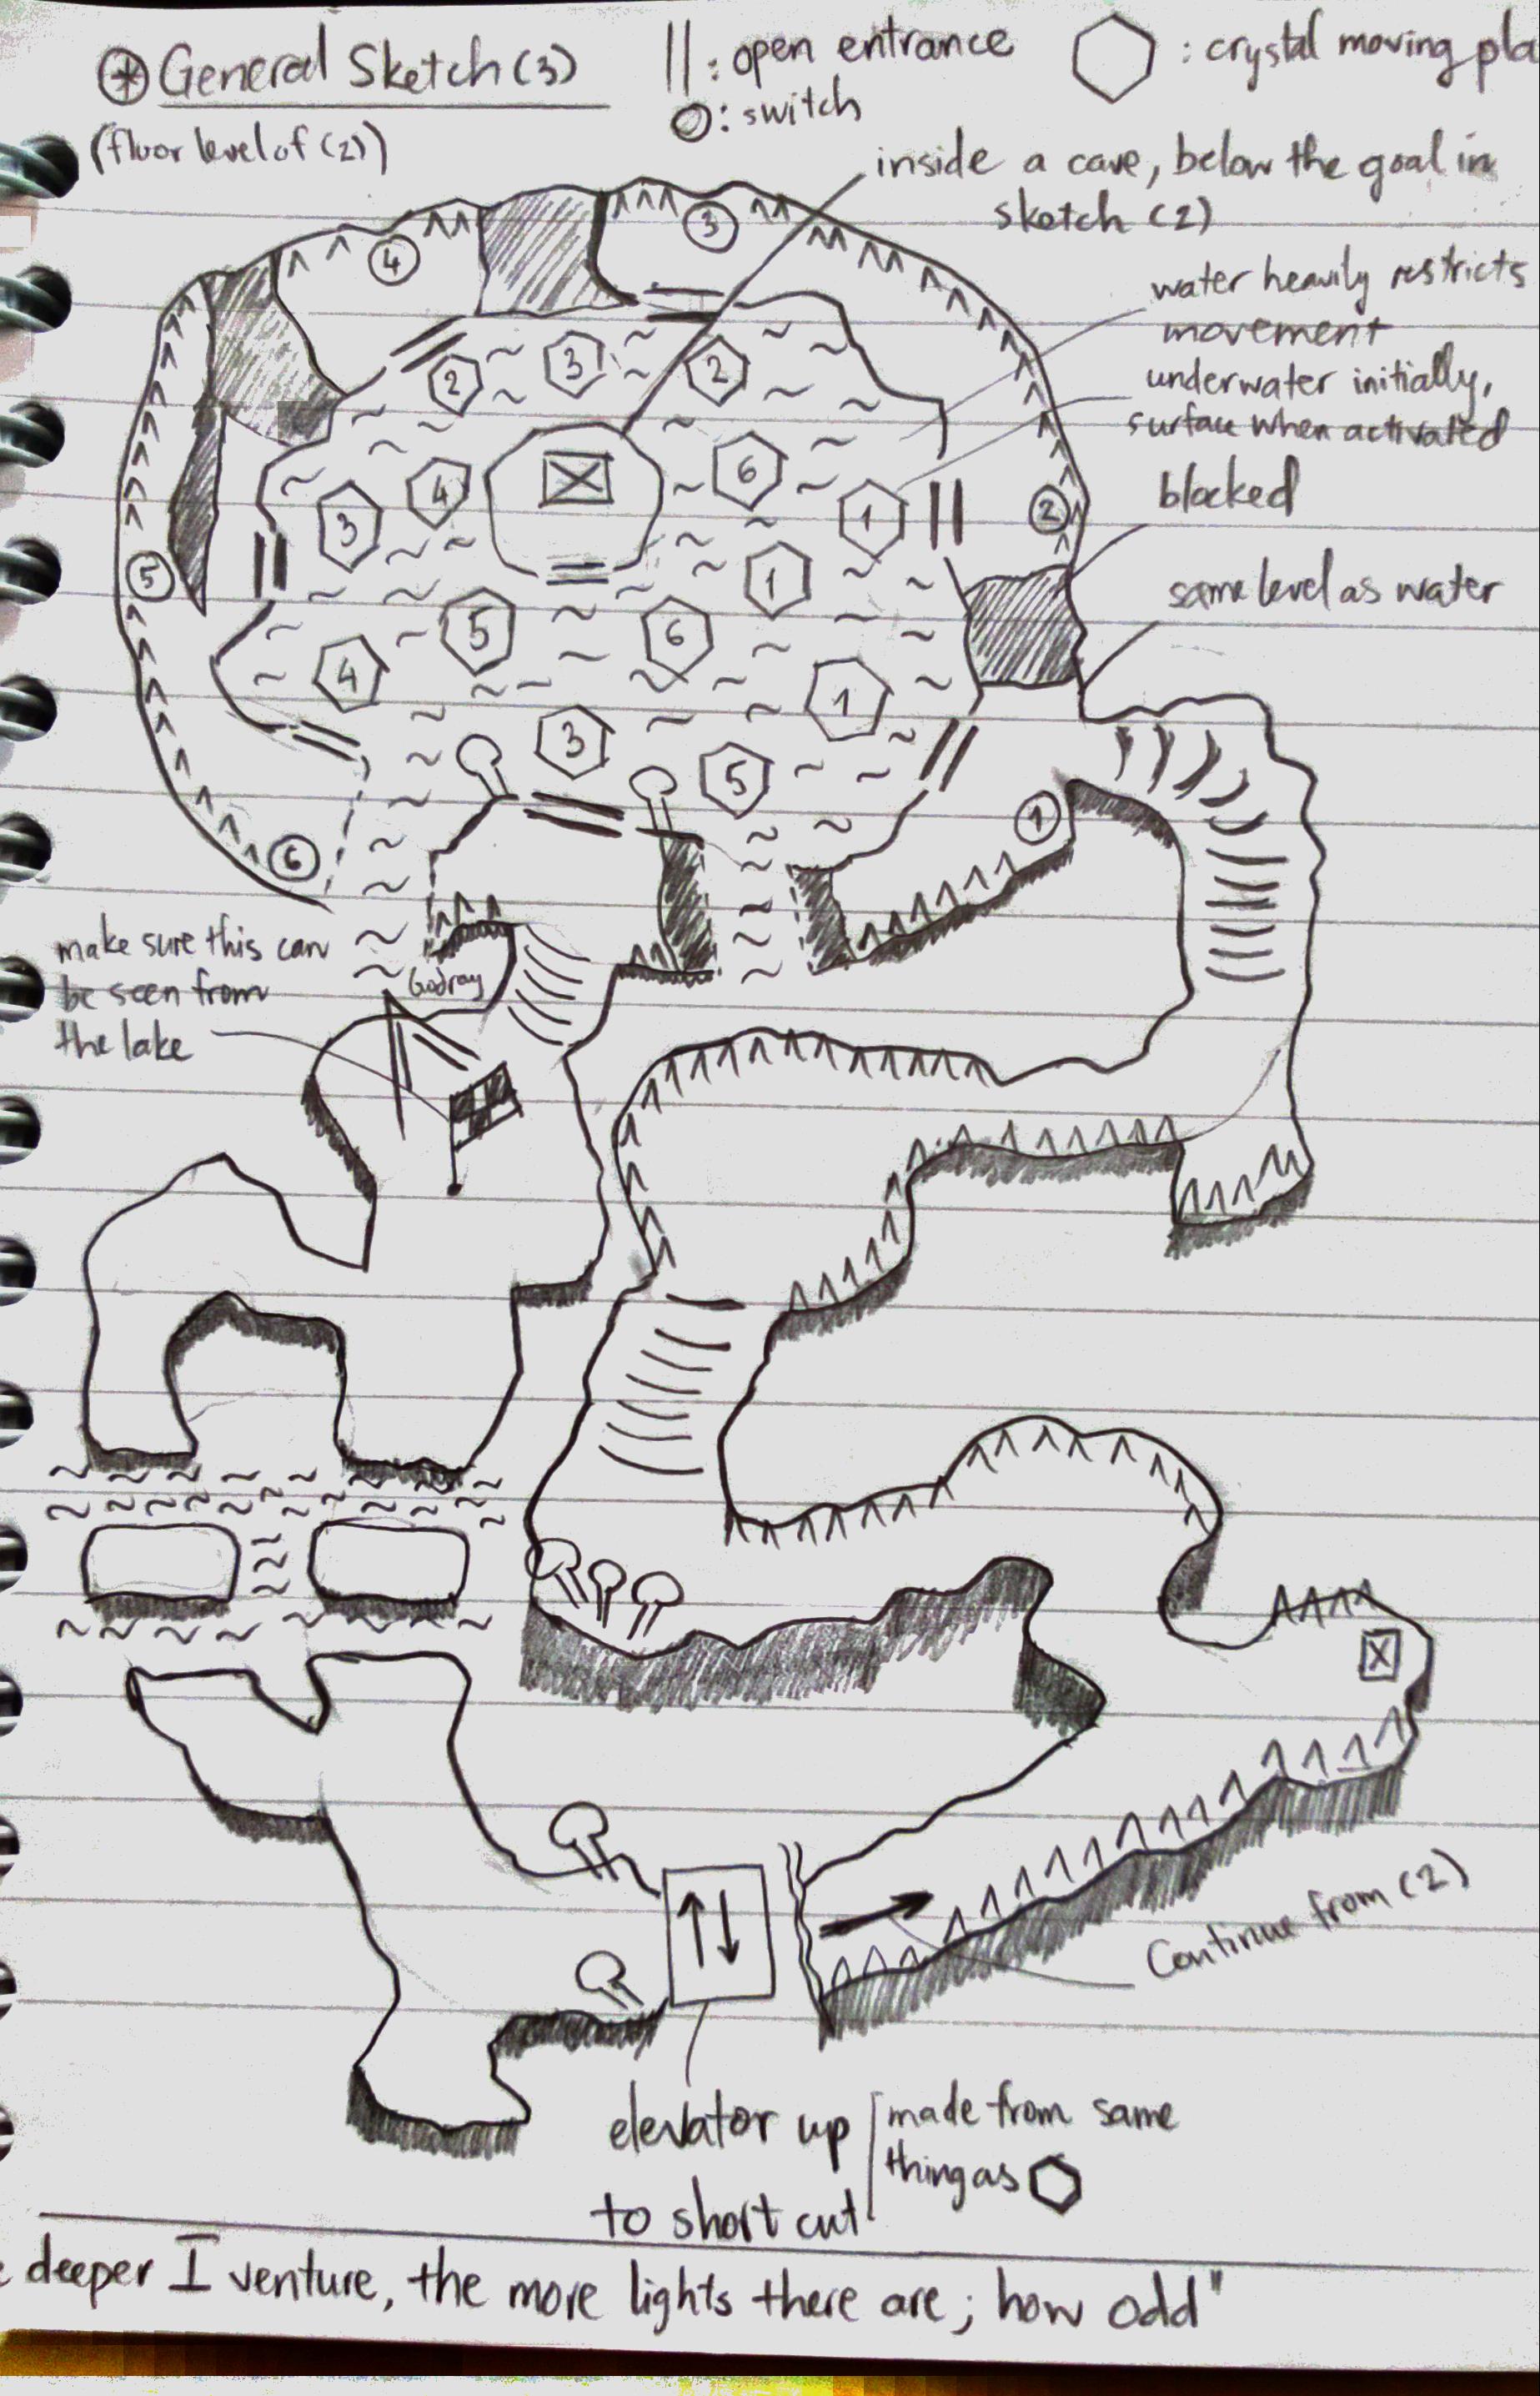 General Sketch (3)
(fluor level of (2))
|| : open entrance
: switch
: crystal moving pla
inside a cave, below the goal in
sketch (2)
water heavily restricts
movement
underwater initially,
surface when activated
blocked
same level as water
3
4
2
3
2
6
4
3
1
2
5
1
5
6
4
1
3
5
1
6
make sure this can
be seen from
the lake
Godray
X
Continue from (2)
elevator up
to short cut
made from same
thing as
deeper I venture, the more lights there are; how odd"